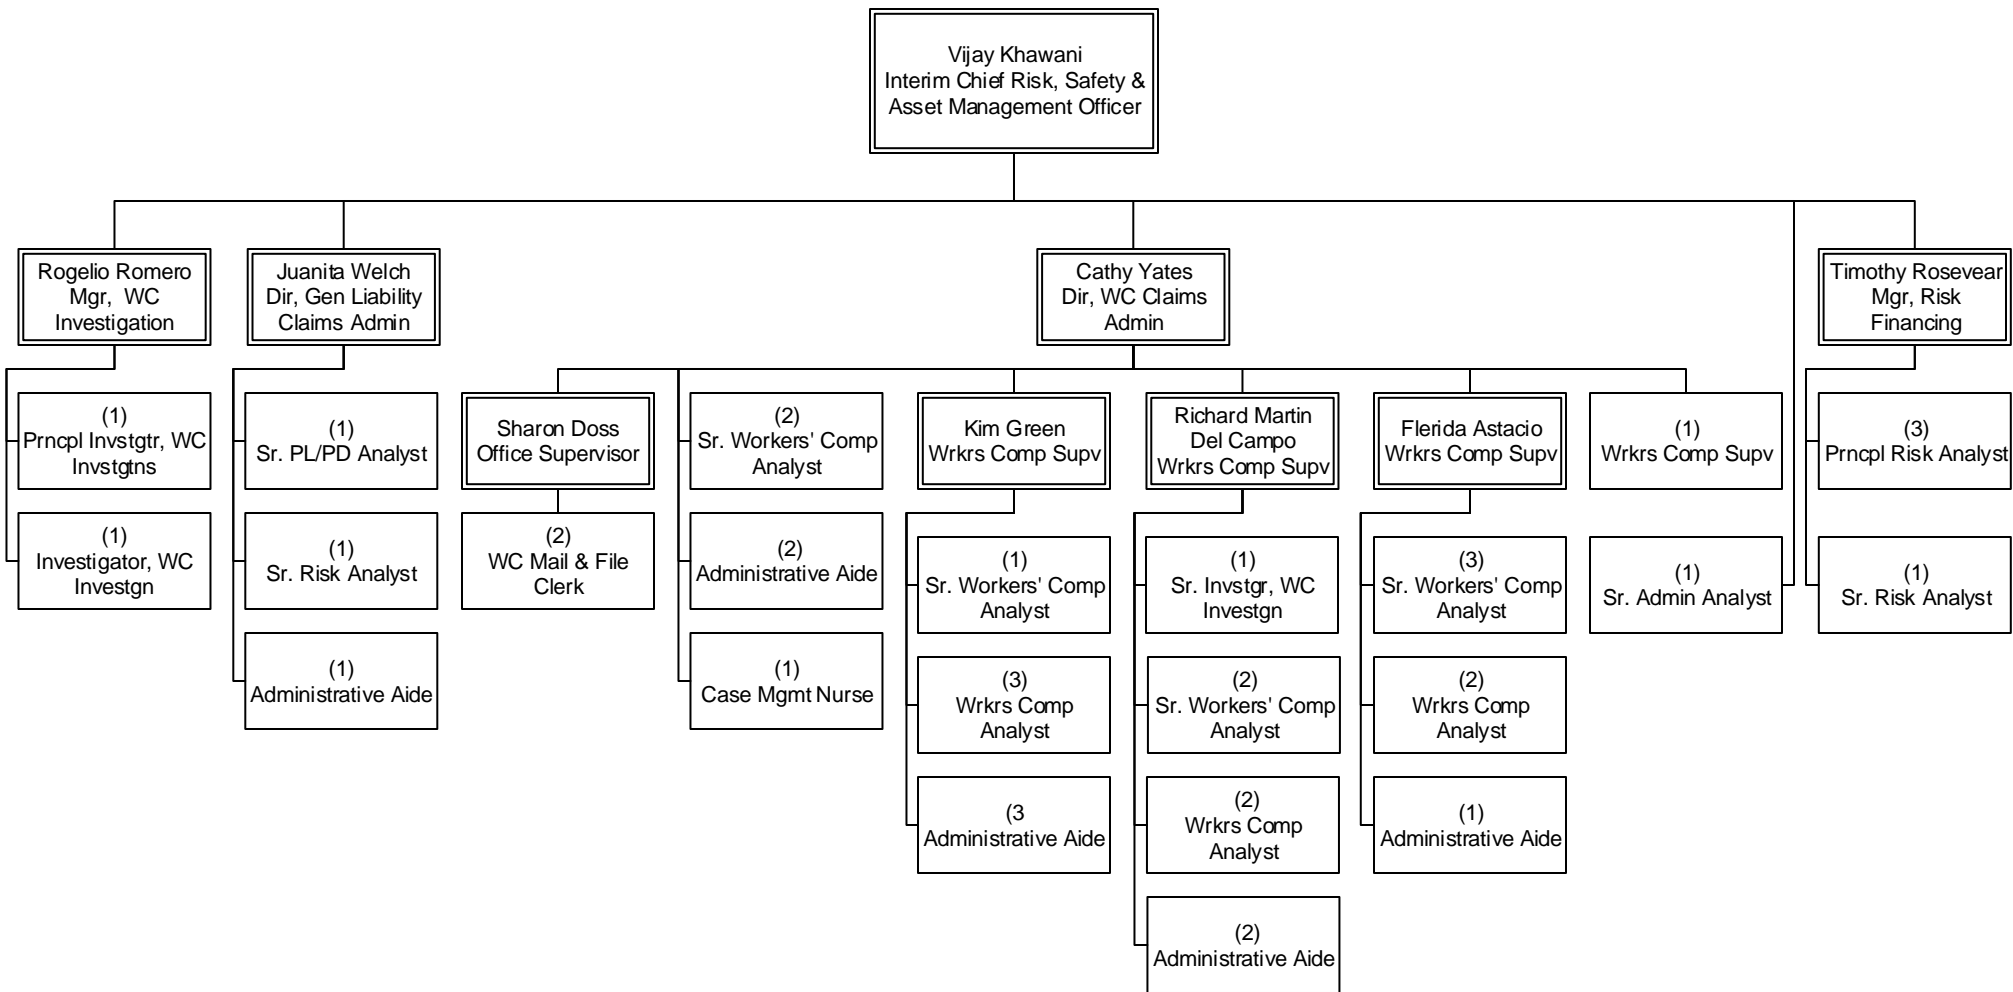 Vijay Khawani
Interim Chief Risk, Safety &
Asset Management Officer
Rogelio Romero
Mgr, WC
Investigation
Juanita Welch
Dir, Gen Liability
Claims Admin
Cathy Yates
Dir, WC Claims
Admin
Timothy Rosevear
Mgr, Risk
Financing
(1)
Prncpl Invstgtr, WC
Invstgtns
(1)
Investigator, WC
Investgn
(1)
Sr. PL/PD Analyst
(1)
Sr. Risk Analyst
(1)
Administrative Aide
Sharon Doss
Office Supervisor
(2)
WC Mail & File
Clerk
(2)
Sr. Workers' Comp
Analyst
(2)
Administrative Aide
(1)
Case Mgmt Nurse
Kim Green
Wrkrs Comp Supv
(1)
Sr. Workers' Comp
Analyst
(3)
Wrkrs Comp
Analyst
(3
Administrative Aide
Richard Martin
Del Campo
Wrkrs Comp Supv
(1)
Sr. Invstgr, WC
Investgn
(2)
Sr. Workers' Comp
Analyst
(2)
Wrkrs Comp
Analyst
(2)
Administrative Aide
Flerida Astacio
Wrkrs Comp Supv
(3)
Sr. Workers' Comp
Analyst
(2)
Wrkrs Comp
Analyst
(1)
Administrative Aide
(1)
Wrkrs Comp Supv
(1)
Sr. Admin Analyst
(3)
Prncpl Risk Analyst
(1)
Sr. Risk Analyst